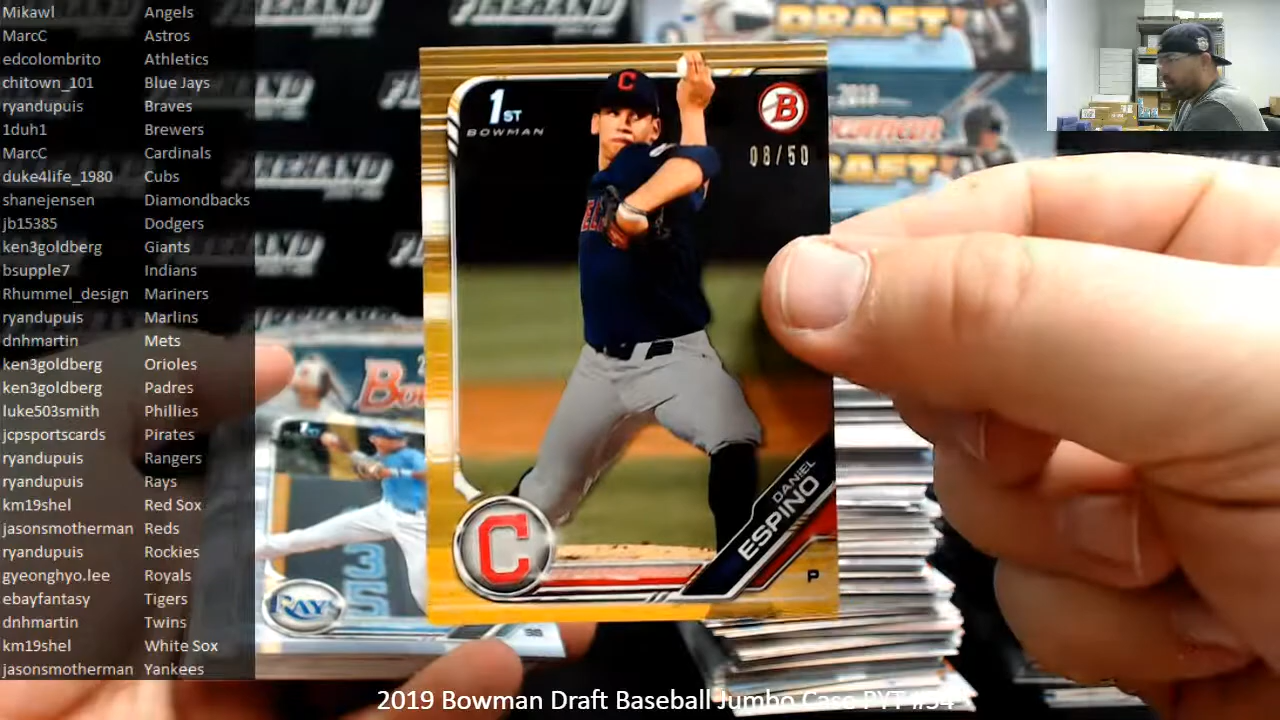 Mikawl Angels
MarcC Astros
edcolombrito Athletics
chitown_101 Blue Jays
ryandupuis Braves
1duh1 Brewers
MarcC Cardinals
duke4life_1980 Cubs
shanejensen Diamondbacks
jb15385 Dodgers
ken3goldberg Giants
bsupple7 Indians
Rhummel_design Mariners
ryandupuis Marlins
dnhmartin Mets
ken3goldberg Orioles
ken3goldberg Padres
luke503smith Phillies
jcpsportscards Pirates
ryandupuis Rangers
ryandupuis Rays
km19shel Red Sox
jasonsmotherman Reds
ryandupuis Rockies
gyeonghyo.lee Royals
ebayfantasy Tigers
dnhmartin Twins
km19shel White Sox
jasonsmotherman Yankees
DRAFT
DRAFT
1ST
BOWMAN
B
08/50
C
DANIEL
ESPINO
P
C
RAYS
2019 Bowman Draft Baseball Jumbo Case PYT #34